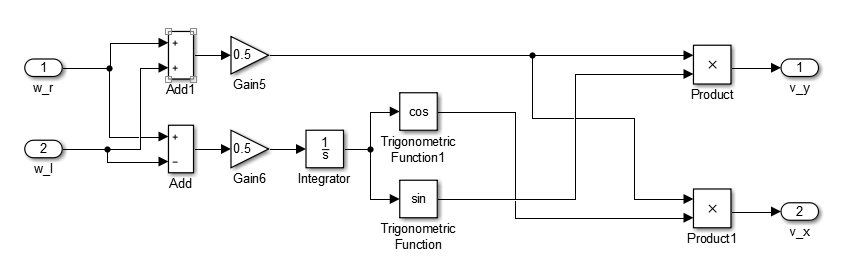 1
w_r
+
+
Add1
0.5
Gain5
×
Product
1
v_y
2
w_l
+
−
Add
0.5
Gain6
1
s
Integrator
cos
Trigonometric
Function1
sin
Trigonometric
Function
×
Product1
2
v_x